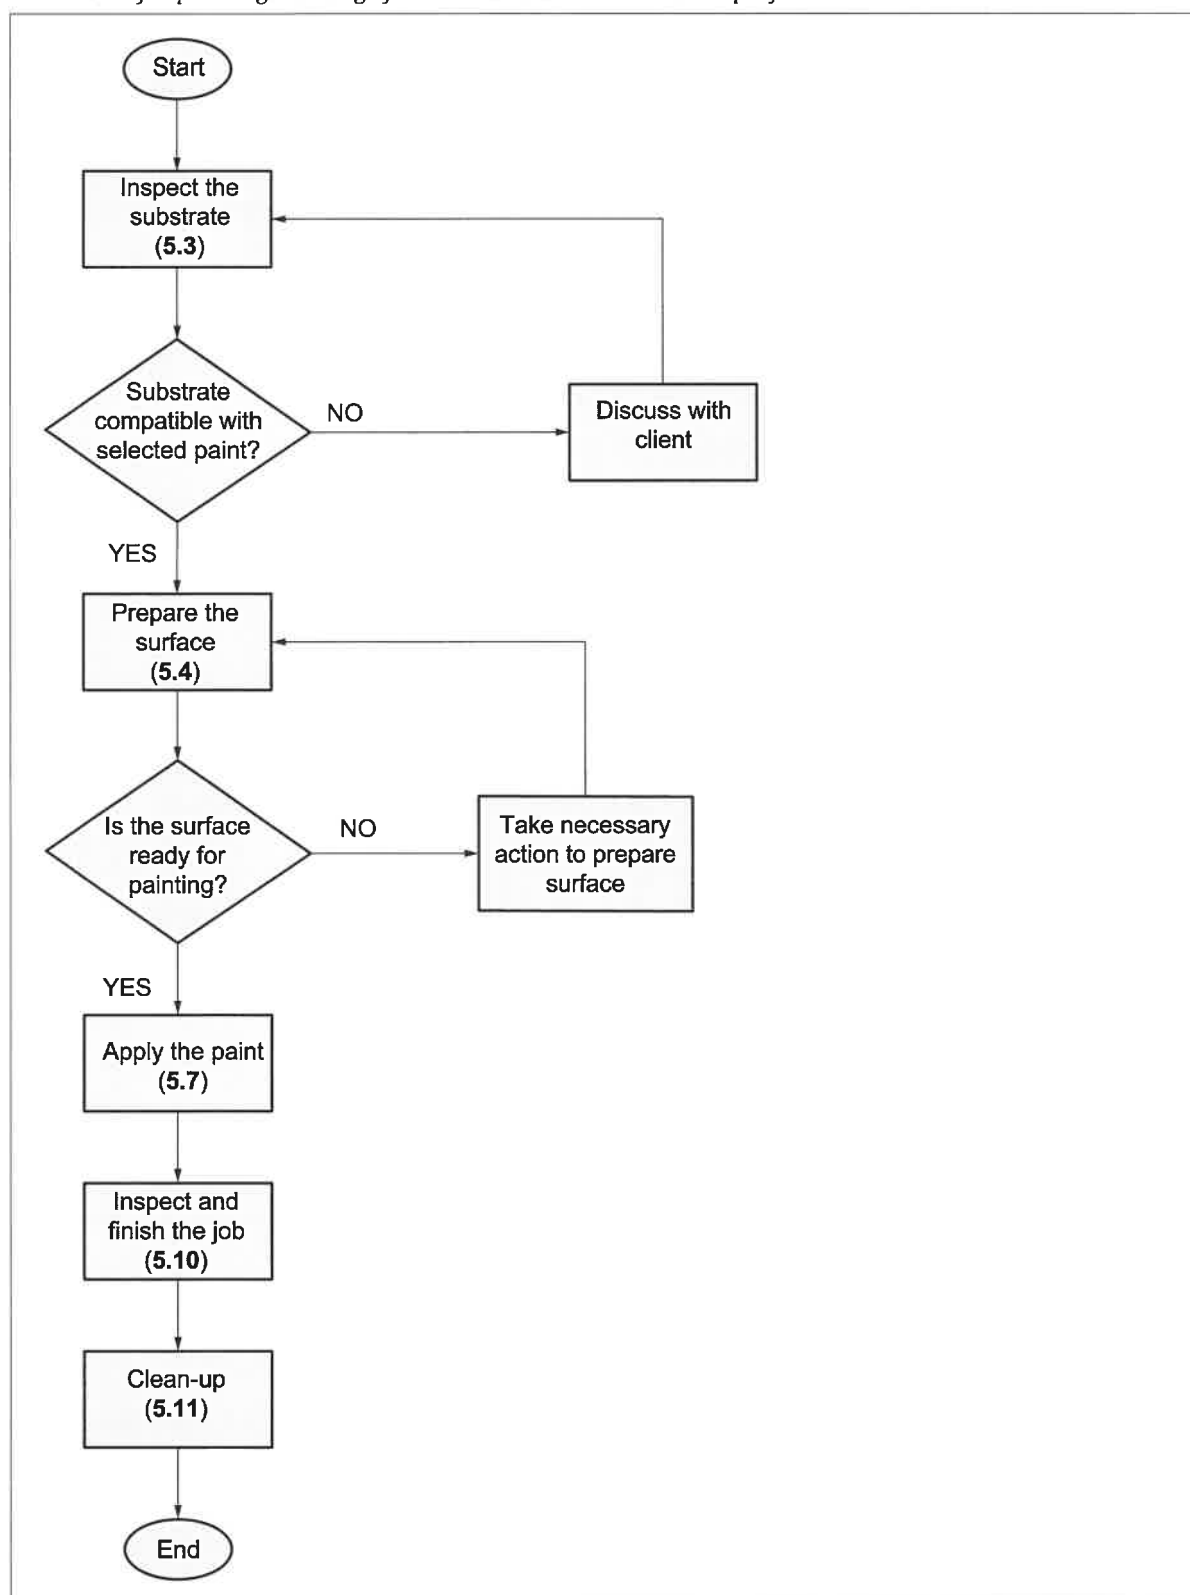 Start
Inspect the
substrate
(5.3)
Substrate
compatible with
selected paint?
NO
Discuss with
client
YES
Prepare the
surface
(5.4)
Is the surface
ready for
painting?
NO
Take necessary
action to prepare
surface
YES
Apply the paint
(5.7)
Inspect and
finish the job
(5.10)
Clean-up
(5.11)
End